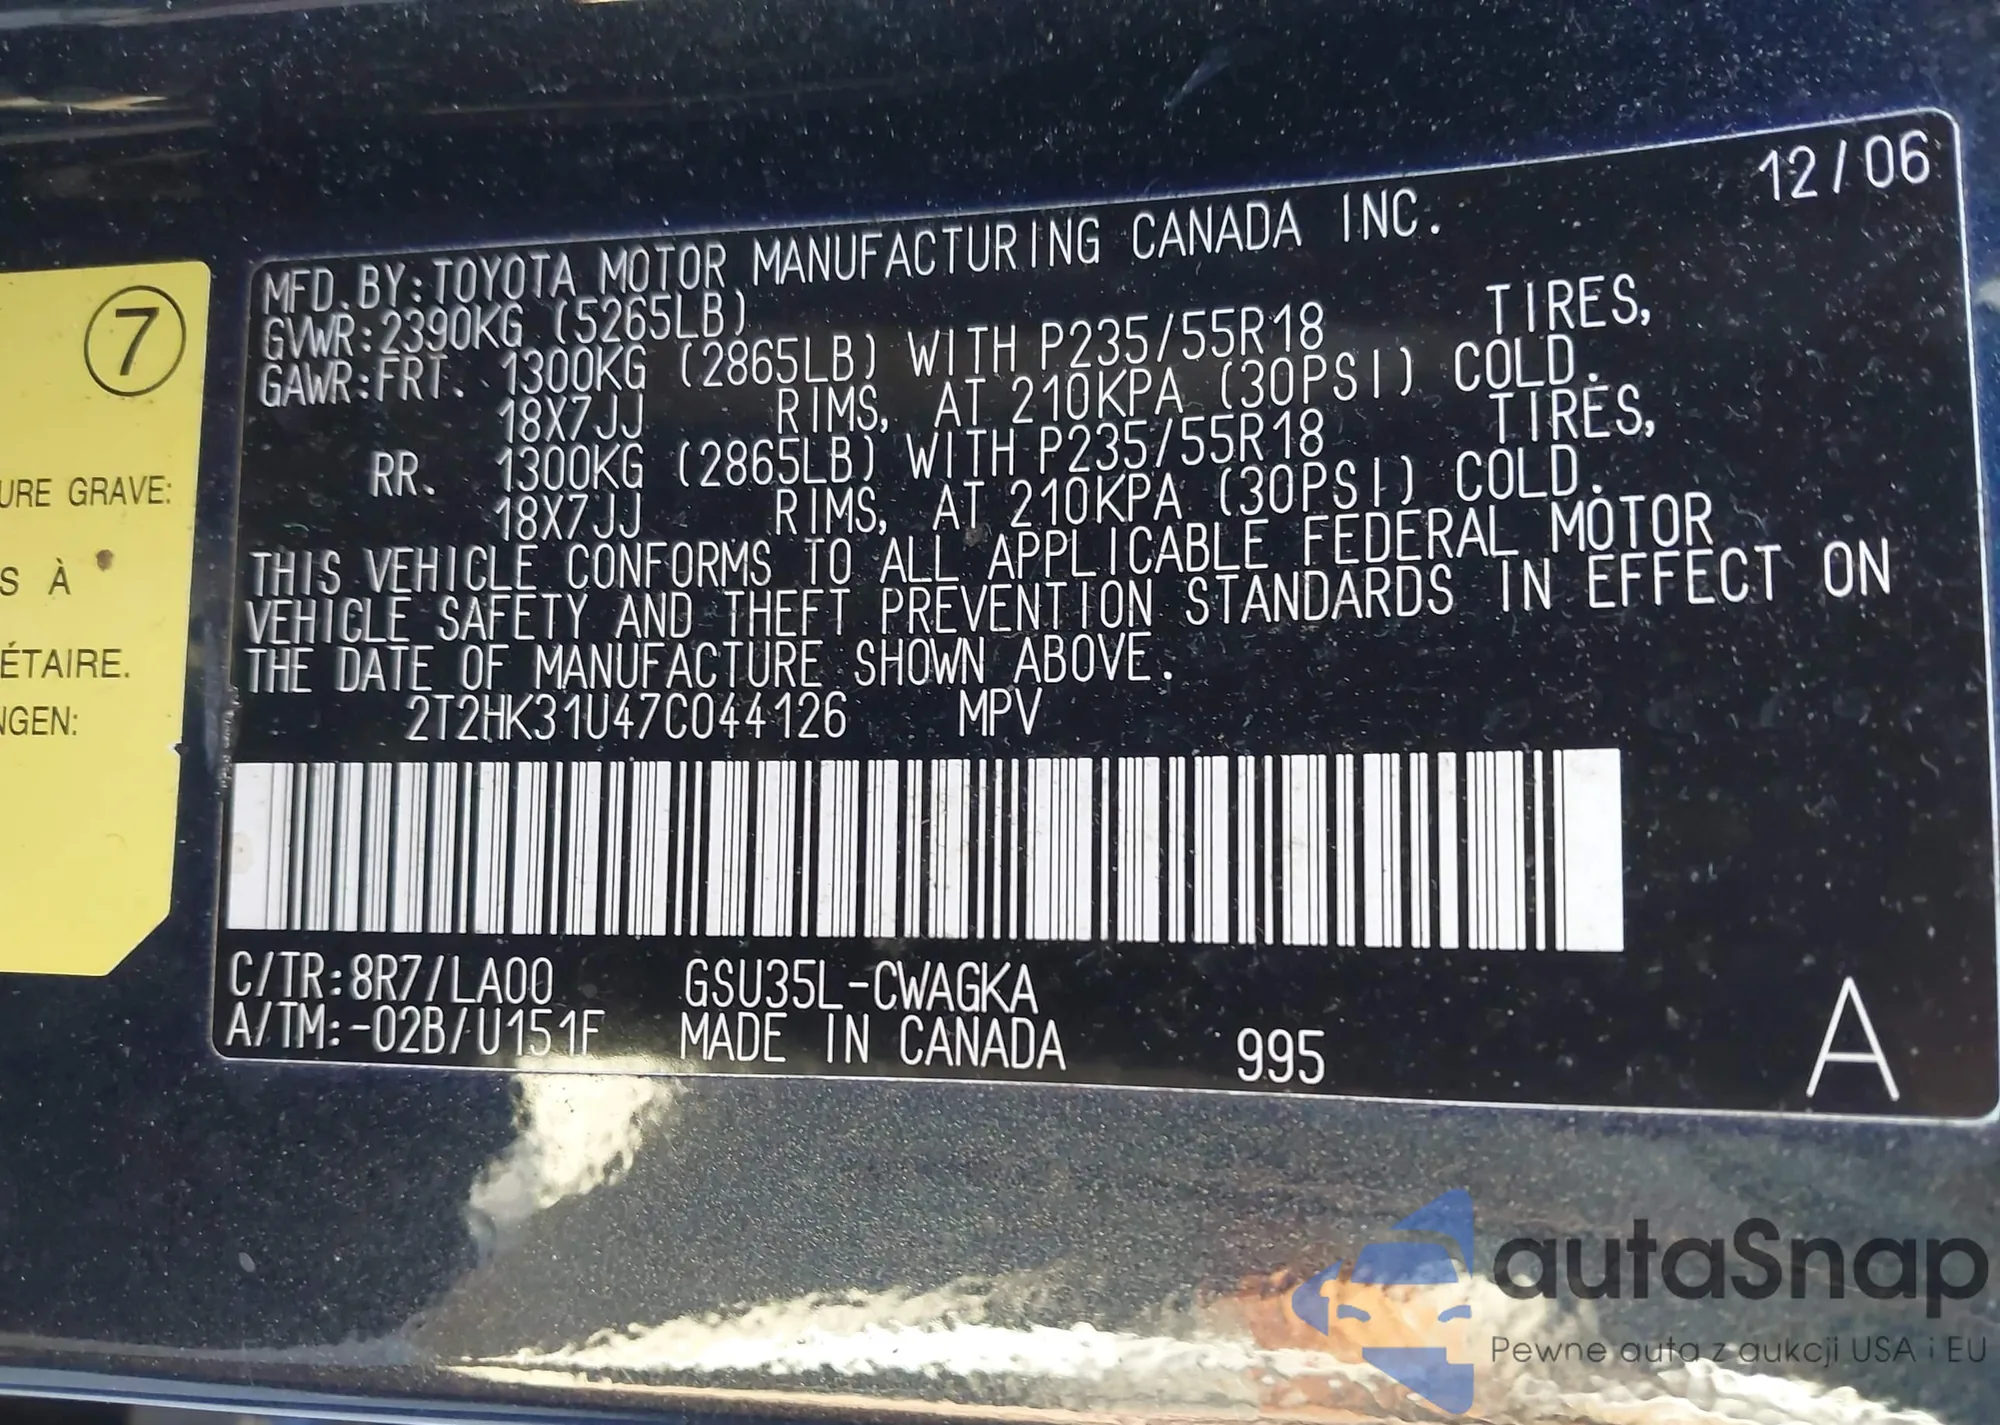 7
URE GRAVE:
S À
ÉTAIRE.
NGEN:
12/06
MFD.BY:TOYOTA MOTOR MANUFACTURING CANADA INC.
GVWR:2390KG (5265LB)
GAWR:FRT. 1300KG (2865LB) WITH P235/55R18 TIRES,
18X7JJ RIMS, AT 210KPA (30PSI) COLD.
RR. 1300KG (2865LB) WITH P235/55R18 TIRES,
18X7JJ RIMS, AT 210KPA (30PSI) COLD.
THIS VEHICLE CONFORMS TO ALL APPLICABLE FEDERAL MOTOR
VEHICLE SAFETY AND THEFT PREVENTION STANDARDS IN EFFECT ON
THE DATE OF MANUFACTURE SHOWN ABOVE.
2T2HK31U47C044126 MPV
C/TR:8R7/LA00 GSU35L-CWAGKA
A/TM:-02B/U151F MADE IN CANADA 995 A
autaSnap
Pewne auta z aukcji USA i EU